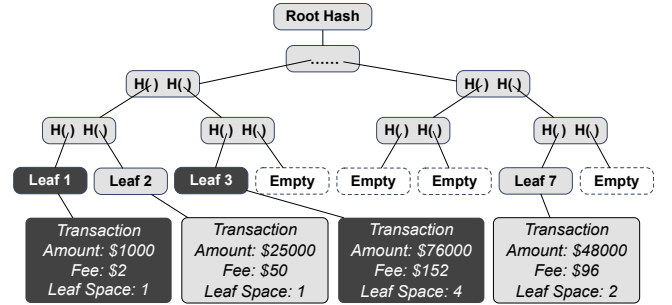 Root Hash
......
H( ) H( )
H( ) H( )
H( ) H( )
H( ) H( )
H( ) H( )
H( ) H( )
Leaf 1
Leaf 2
Leaf 3
Empty
Empty
Empty
Leaf 7
Empty
Transaction
Amount: $1000
Fee: $2
Leaf Space: 1
Transaction
Amount: $25000
Fee: $50
Leaf Space: 1
Transaction
Amount: $76000
Fee: $152
Leaf Space: 4
Transaction
Amount: $48000
Fee: $96
Leaf Space: 2